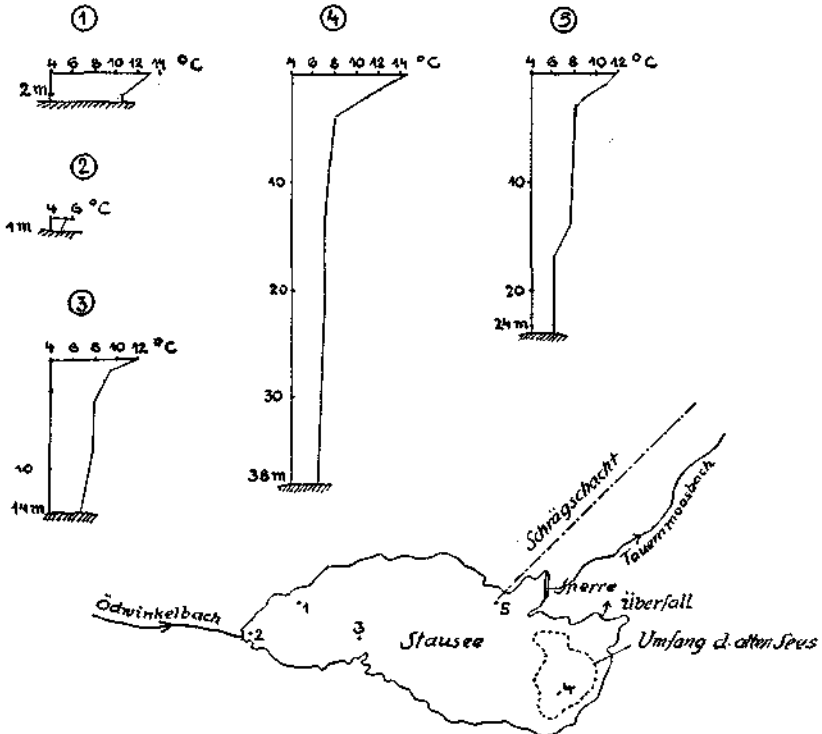 ①
4 6 8 10 12 14 °C
2m
②
4 6 °C
1m
③
4 6 8 10 12 °C
10
14m
④
4 6 8 10 12 14 °C
10
20
30
38m
⑤
4 6 8 10 12 °C
10
20
24m
Schrägschacht
Tauernmoosbach
Sperre
Überfall
Ödwinkelbach
1
2
3
5
Stausee
Umfang d. alten Sees
4